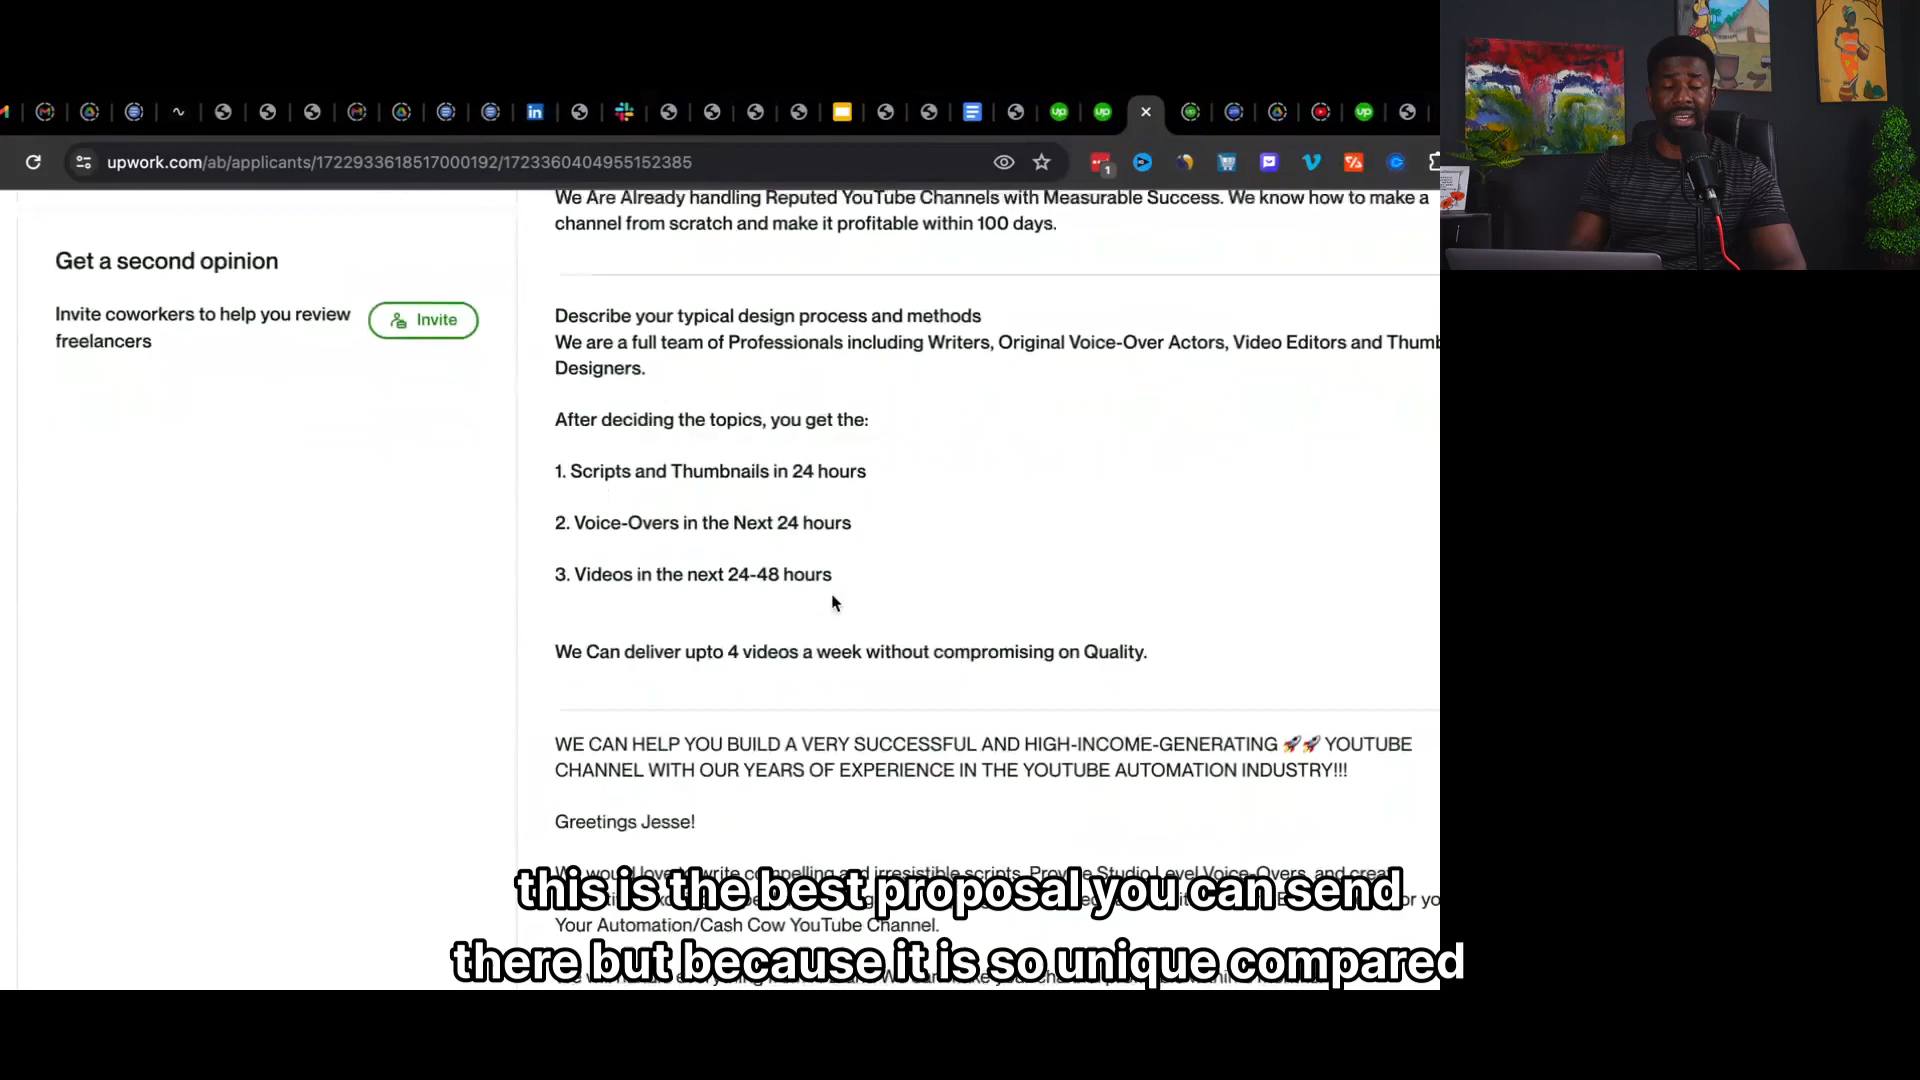 upwork.com/ab/applicants/1722933618517000192/1723360404955152385
1
We Are Already handling Reputed YouTube Channels with Measurable Success. We know how to make a
channel from scratch and make it profitable within 100 days.
Get a second opinion
Invite coworkers to help you review
freelancers
Invite
Describe your typical design process and methods
We are a full team of Professionals including Writers, Original Voice-Over Actors, Video Editors and Thumb
Designers.
After deciding the topics, you get the:
1. Scripts and Thumbnails in 24 hours
2. Voice-Overs in the Next 24 hours
3. Videos in the next 24-48 hours
We Can deliver upto 4 videos a week without compromising on Quality.
WE CAN HELP YOU BUILD A VERY SUCCESSFUL AND HIGH-INCOME-GENERATING 🚀🚀 YOUTUBE
CHANNEL WITH OUR YEARS OF EXPERIENCE IN THE YOUTUBE AUTOMATION INDUSTRY!!!
Greetings Jesse!
this is the best proposal you can send
Your Automation/Cash Cow YouTube Channel.
there but because it is so unique compared